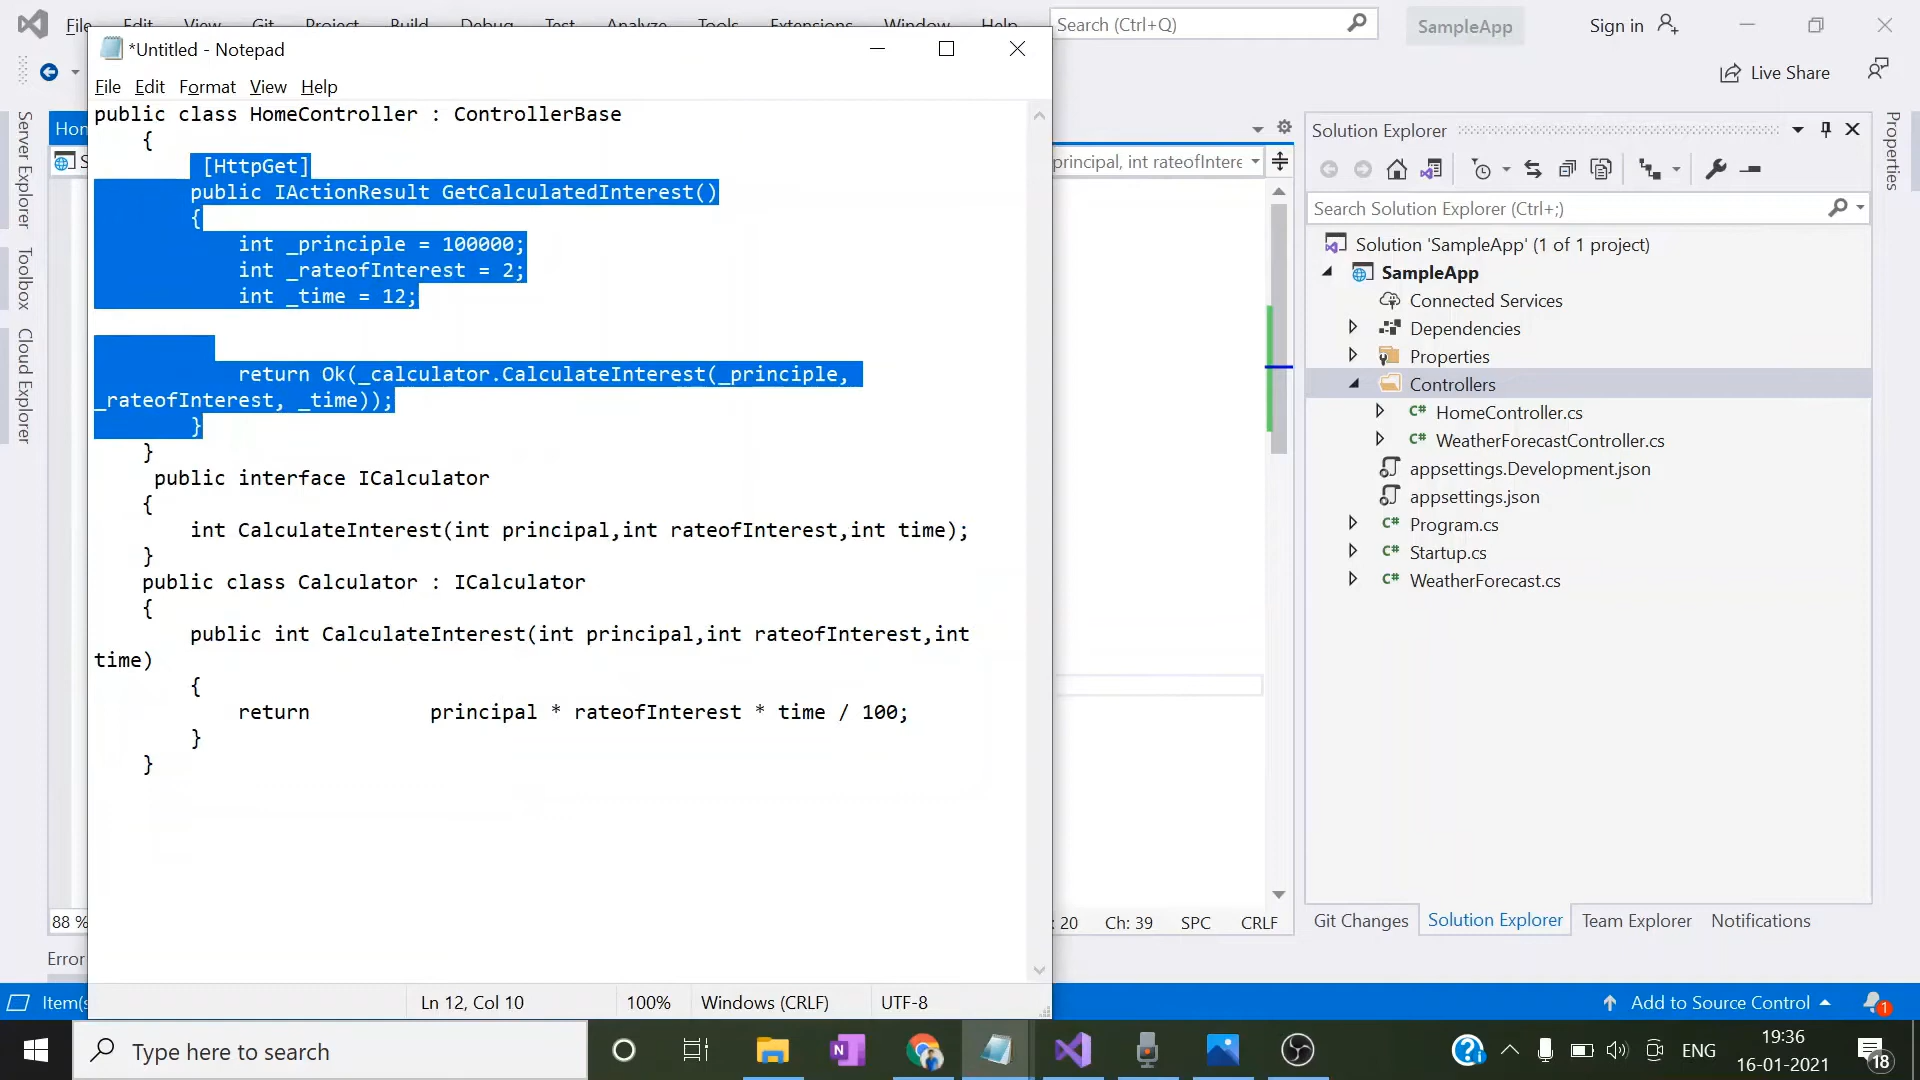 File Edit View Git Project Build Debug Test Analyze Tools Extensions Window Help
Search (Ctrl+Q)
SampleApp
Sign in
*Untitled - Notepad
Live Share
File Edit Format View Help
public class HomeController : ControllerBase
{
[HttpGet]
public IActionResult GetCalculatedInterest()
{
int _principle = 100000;
int _rateofInterest = 2;
int _time = 12;
return Ok(_calculator.CalculateInterest(_principle,
_rateofInterest, _time));
}
}
public interface ICalculator
{
int CalculateInterest(int principal,int rateofInterest,int time);
}
public class Calculator : ICalculator
{
public int CalculateInterest(int principal,int rateofInterest,int
time)
{
return principal * rateofInterest * time / 100;
}
}
Ln 12, Col 10
100%
Windows (CRLF)
UTF-8
Server Explorer
Toolbox
Cloud Explorer
88 %
Error
principal, int rateofIntere
20
Ch: 39
SPC
CRLF
Solution Explorer
Search Solution Explorer (Ctrl+;)
Solution 'SampleApp' (1 of 1 project)
SampleApp
Connected Services
Dependencies
Properties
Controllers
C# HomeController.cs
C# WeatherForecastController.cs
appsettings.Development.json
appsettings.json
C# Program.cs
C# Startup.cs
C# WeatherForecast.cs
Git Changes
Solution Explorer
Team Explorer
Notifications
Properties
Add to Source Control
1
Type here to search
ENG
19:36
16-01-2021
18